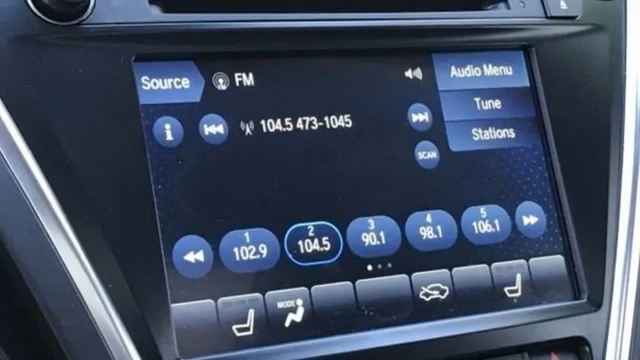 Source FM Audio Menu
Tune
104.5 473-1045
Stations
SCAN
1 2 3 4 5
102.9 104.5 90.1 98.1 106.1
MODE